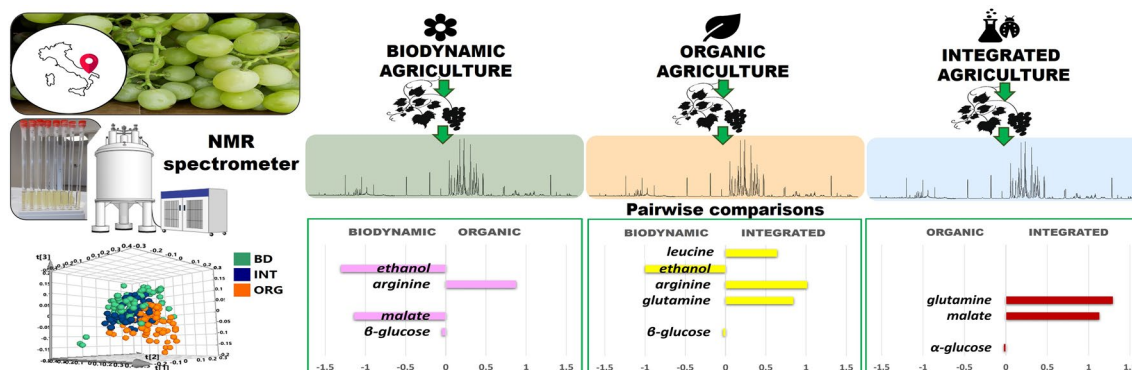 BIODYNAMIC
AGRICULTURE
ORGANIC
AGRICULTURE
INTEGRATED
AGRICULTURE
NMR
spectrometer
Pairwise comparisons
BIODYNAMIC ORGANIC
ethanol
arginine
malate
β-glucose
-1.5 -1 -0.5 0 0.5 1 1.5
BIODYNAMIC INTEGRATED
leucine
ethanol
arginine
glutamine
β-glucose
-1.5 -1 -0.5 0 0.5 1 1.5
ORGANIC INTEGRATED
glutamine
malate
α-glucose
-1.5 -1 -0.5 0 0.5 1 1.5
t[3]
BD
INT
ORG
t[2]
t[1]